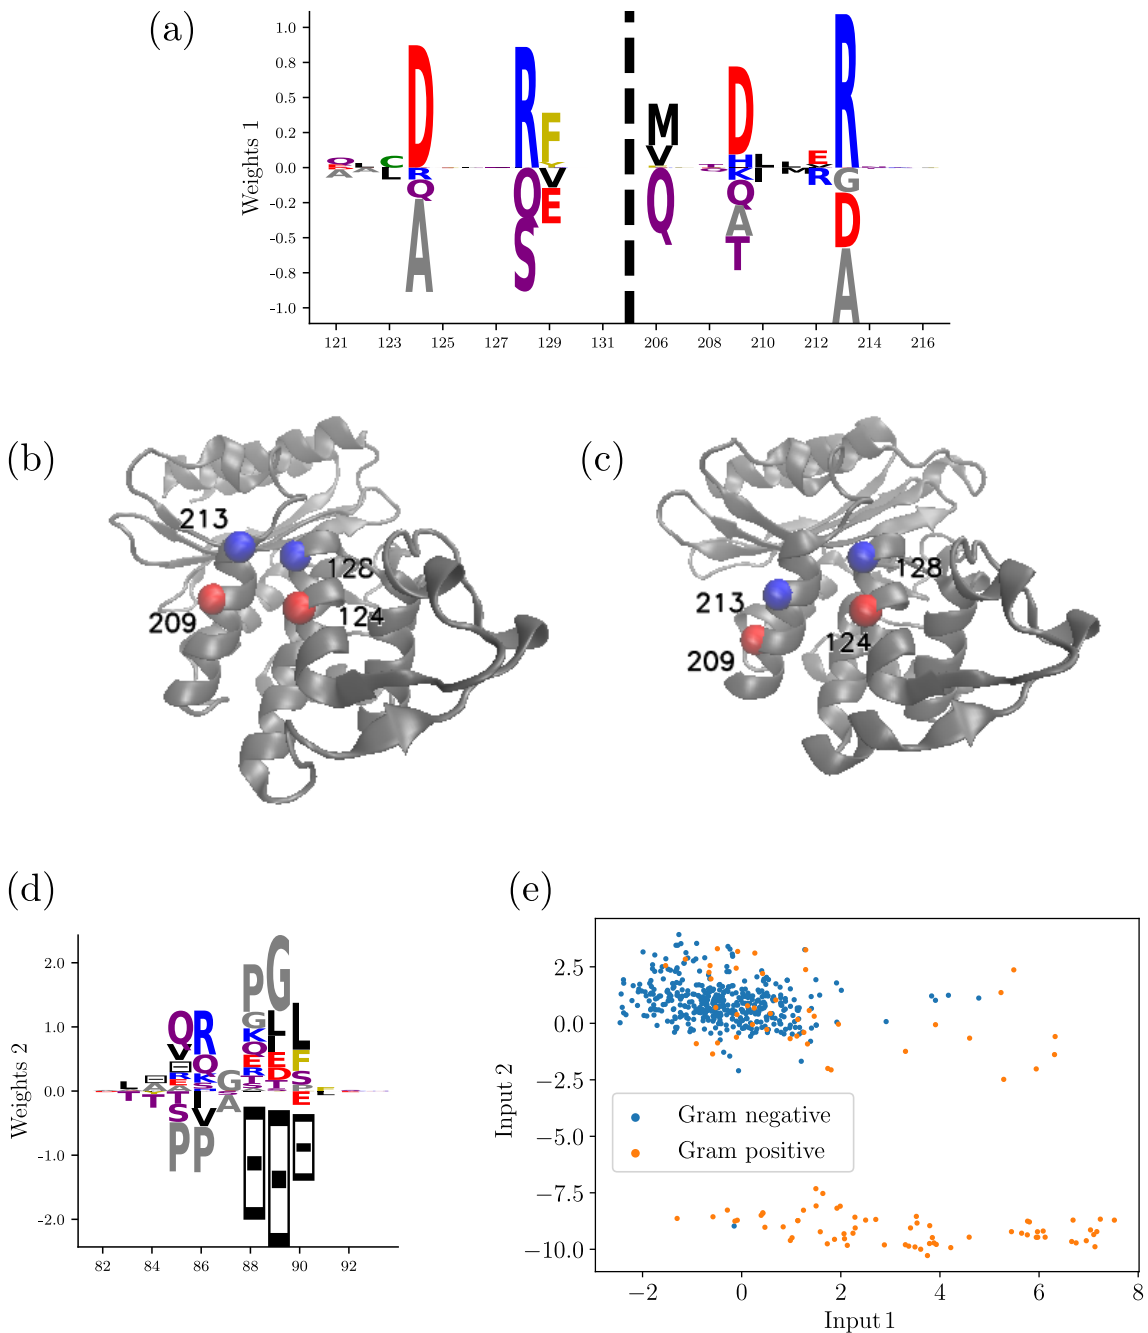 (a)
Weights 1
1.0
0.8
0.5
0.2
0.0
-0.2
-0.5
-0.8
-1.0
D
R
F
M
D
R
C
V
H
L
E
A
L
R
Q
A
Q
S
V
E
Q
K
Q
A
T
R
G
D
A
121 123 125 127 129 131 206 208 210 212 214 216
(b)
213
128
209
124
(c)
128
213
124
209
(d)
Weights 2
2.0
1.0
0.0
-1.0
-2.0
P G
G L L
Q R K F
V Q Q E S
E D
G
A
T T T I E
S V
P P
82 84 86 88 90 92
(e)
Input 2
2.5
0.0
−2.5
−5.0
−7.5
−10.0
Gram negative
Gram positive
−2 0 2 4 6 8
Input 1